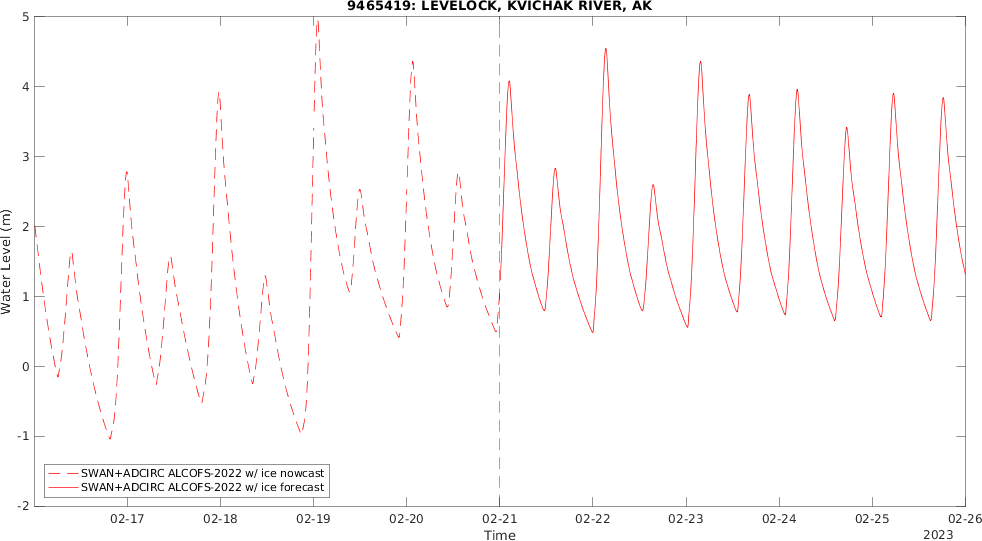 9465419: LEVELOCK, KVICHAK RIVER, AK
5
4
3
2
1
0
-1
-2
Water Level (m)
SWAN+ADCIRC ALCOFS-2022 w/ ice nowcast
SWAN+ADCIRC ALCOFS-2022 w/ ice forecast
02-17 02-18 02-19 02-20 02-21 02-22 02-23 02-24 02-25 02-26
Time
2023